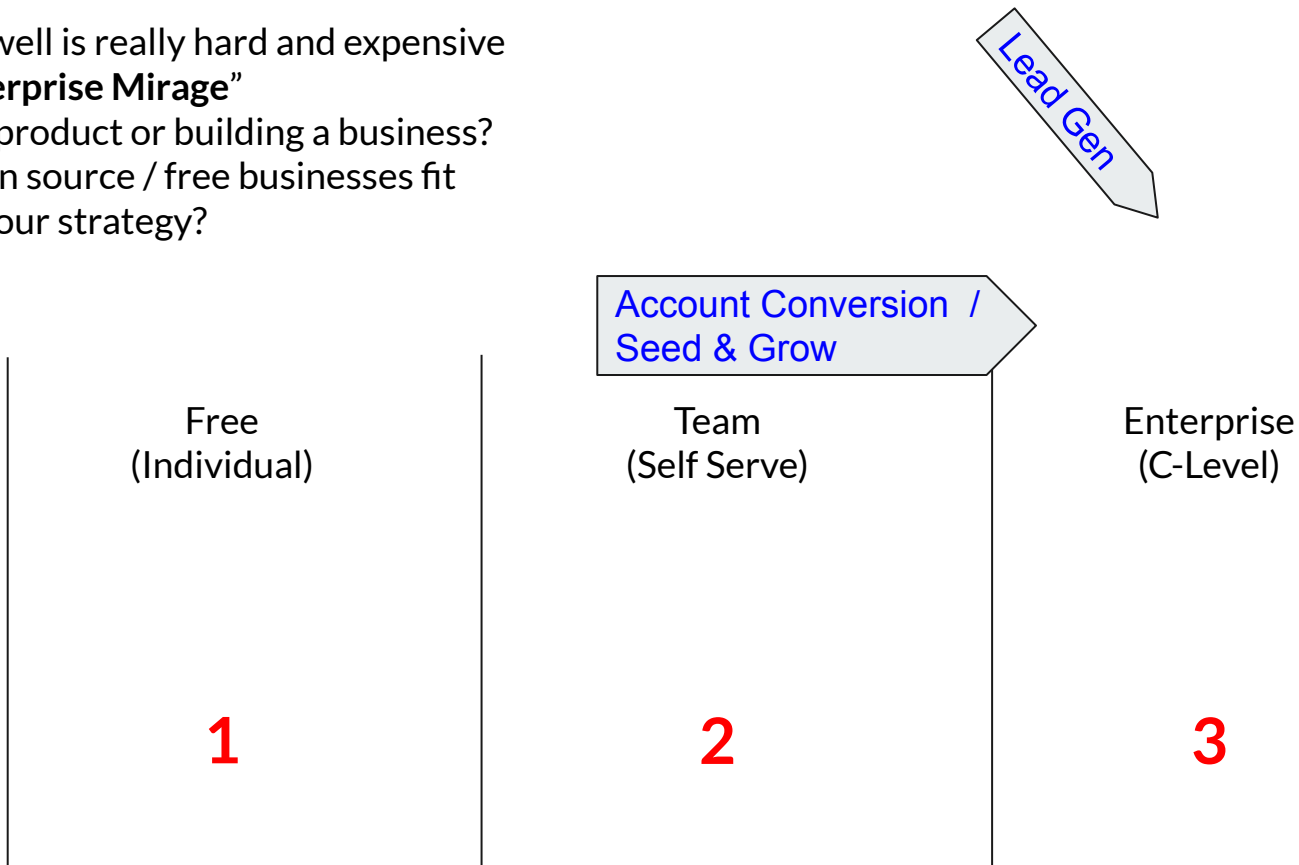 well is really hard and expensive
erprise Mirage”
product or building a business?
n source / free businesses fit
our strategy?
Lead Gen
Account Conversion /
Seed & Grow
Free
(Individual)
Team
(Self Serve)
Enterprise
(C-Level)
1
2
3